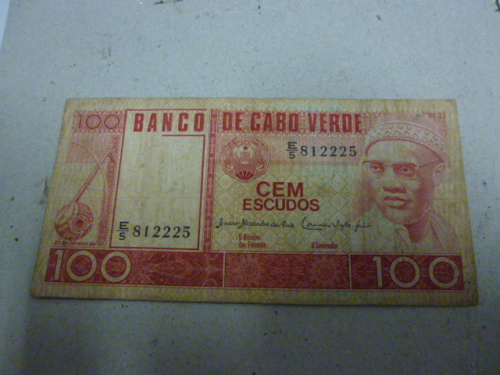 100 BANCO DE CABO VERDE
E/5 812225
CEM
ESCUDOS
E/5 812225
O Ministro
das Finanças
O Governador
100
100